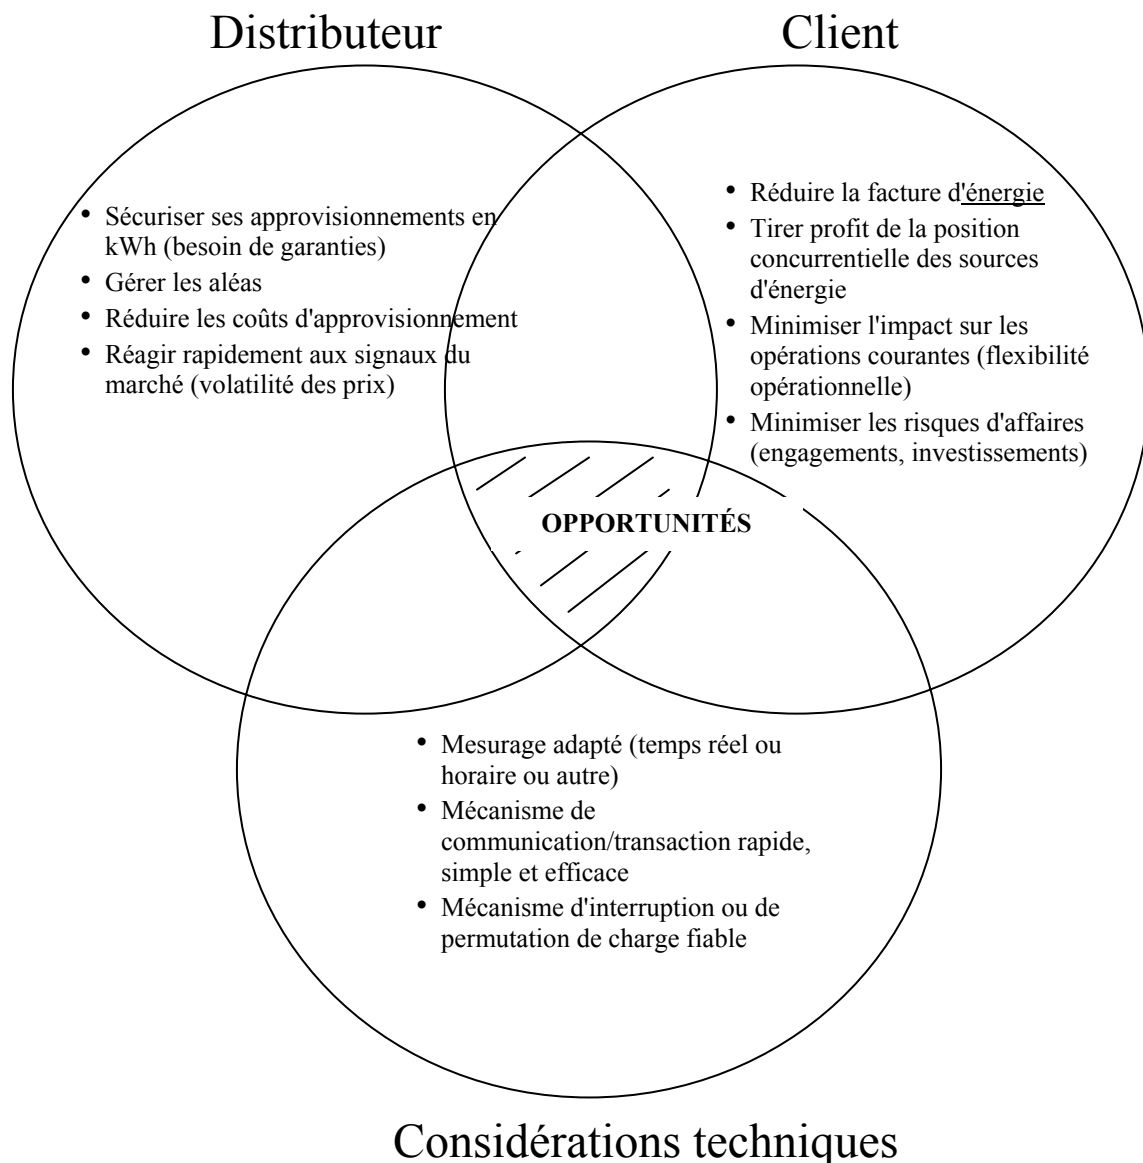 Distributeur
Client
• Sécuriser ses approvisionnements en
kWh (besoin de garanties)
• Gérer les aléas
• Réduire les coûts d'approvisionnement
• Réagir rapidement aux signaux du
marché (volatilité des prix)
• Réduire la facture d'énergie
• Tirer profit de la position
concurrentielle des sources
d'énergie
• Minimiser l'impact sur les
opérations courantes (flexibilité
opérationnelle)
• Minimiser les risques d'affaires
(engagements, investissements)
OPPORTUNITÉS
• Mesurage adapté (temps réel ou
horaire ou autre)
• Mécanisme de
communication/transaction rapide,
simple et efficace
• Mécanisme d'interruption ou de
permutation de charge fiable
Considérations techniques